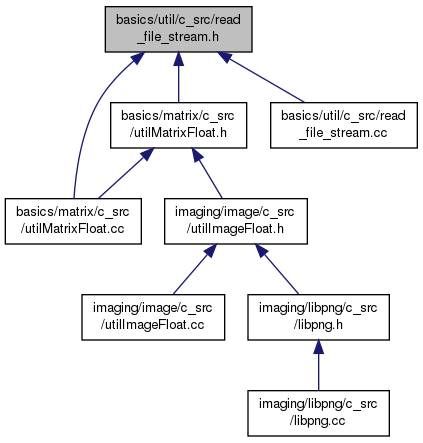 basics/util/c_src/read
_file_stream.h
basics/matrix/c_src
/utilMatrixFloat.h
basics/util/c_src/read
_file_stream.cc
basics/matrix/c_src
/utilMatrixFloat.cc
imaging/image/c_src
/utilImageFloat.h
imaging/image/c_src
/utilImageFloat.cc
imaging/libpng/c_src
/libpng.h
imaging/libpng/c_src
/libpng.cc